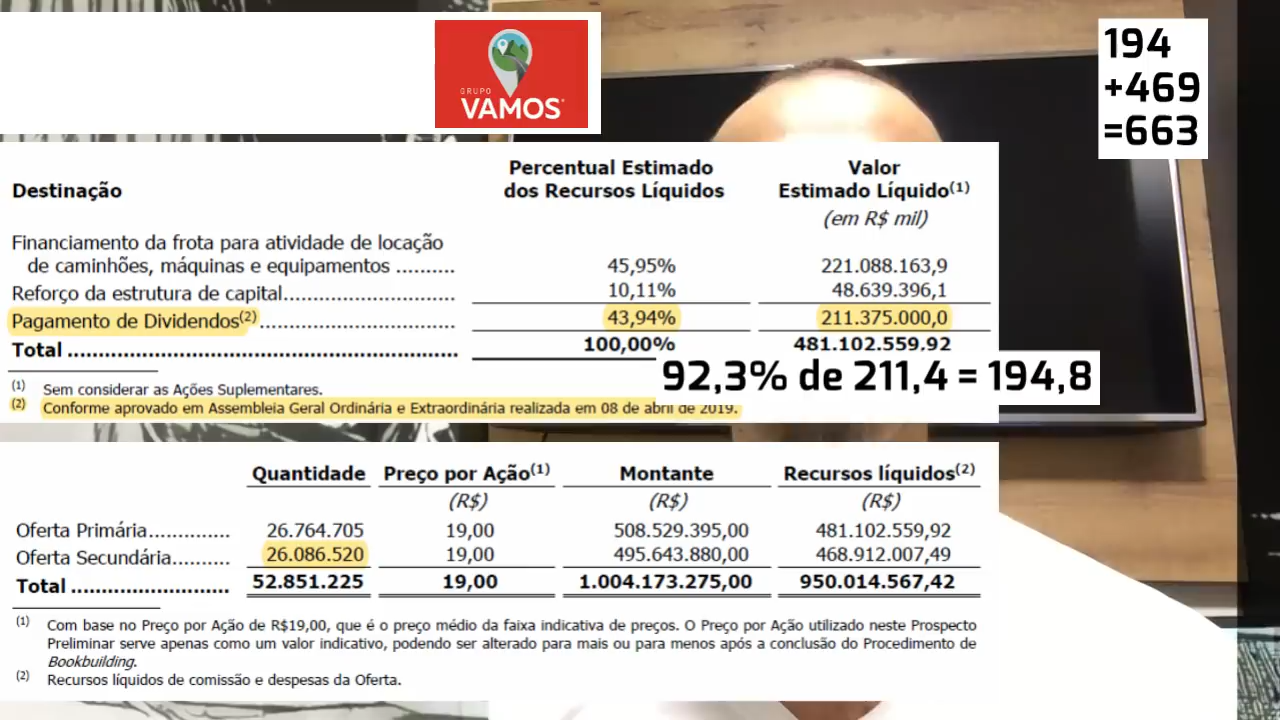 GRUPO
VAMOS
194
+469
=663
Destinação
Percentual Estimado
dos Recursos Líquidos
Valor
Estimado Líquido(1)
(em R$ mil)
Financiamento da frota para atividade de locação
de caminhões, máquinas e equipamentos .......... 45,95% 221.088.163,9
Reforço da estrutura de capital.............................. 10,11% 48.639.396,1
Pagamento de Dividendos(2)................................... 43,94% 211.375.000,0
Total ........................................................... 100,00% 481.102.559,92
(1) Sem considerar as Ações Suplementares.
92,3% de 211,4 = 194,8
(2) Conforme aprovado em Assembleia Geral Ordinária e Extraordinária realizada em 08 de abril de 2019.
Quantidade Preço por Ação(1) Montante Recursos líquidos(2)
(R$) (R$) (R$)
Oferta Primária.............. 26.764.705 19,00 508.529.395,00 481.102.559,92
Oferta Secundária.......... 26.086.520 19,00 495.643.880,00 468.912.007,49
Total ........................... 52.851.225 19,00 1.004.173.275,00 950.014.567,42
(1) Com base no Preço por Ação de R$19,00, que é o preço médio da faixa indicativa de preços. O Preço por Ação utilizado neste Prospecto
Preliminar serve apenas como um valor indicativo, podendo ser alterado para mais ou para menos após a conclusão do Procedimento de
Bookbuilding.
(2) Recursos líquidos de comissão e despesas da Oferta.